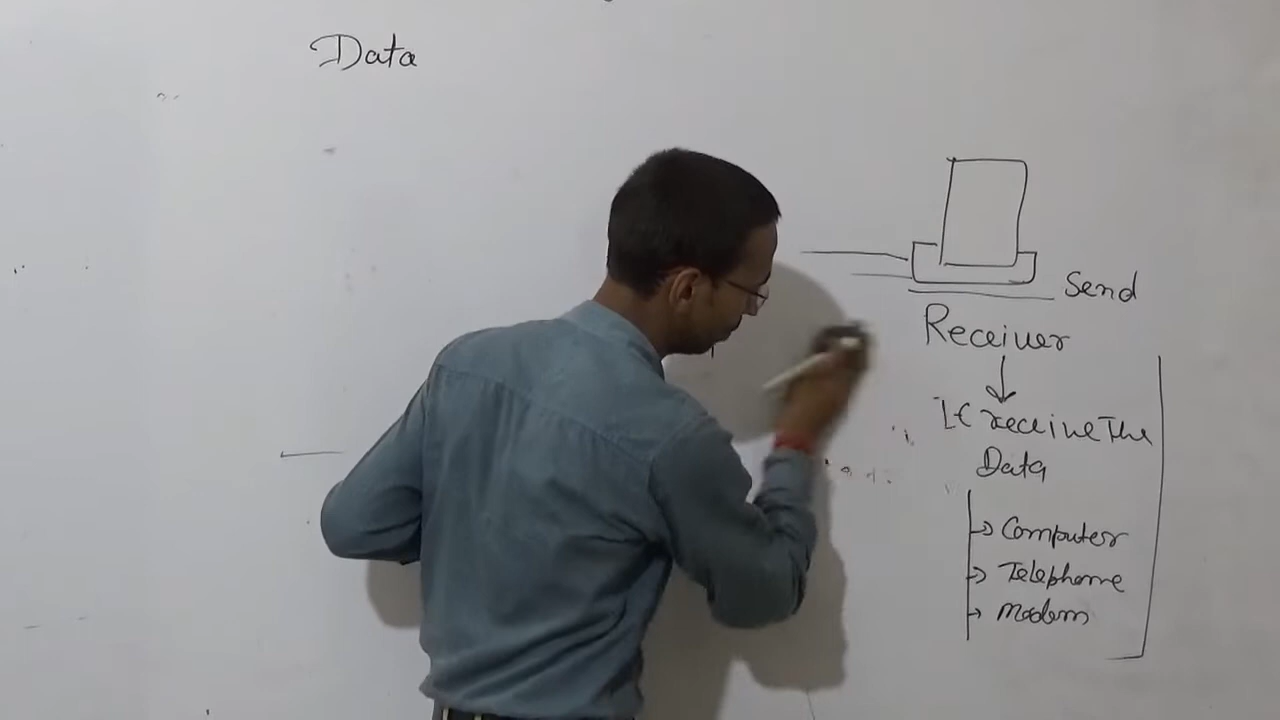 Data
Send
Receiver
It receive The
Data
Computer
Telephone
Modem